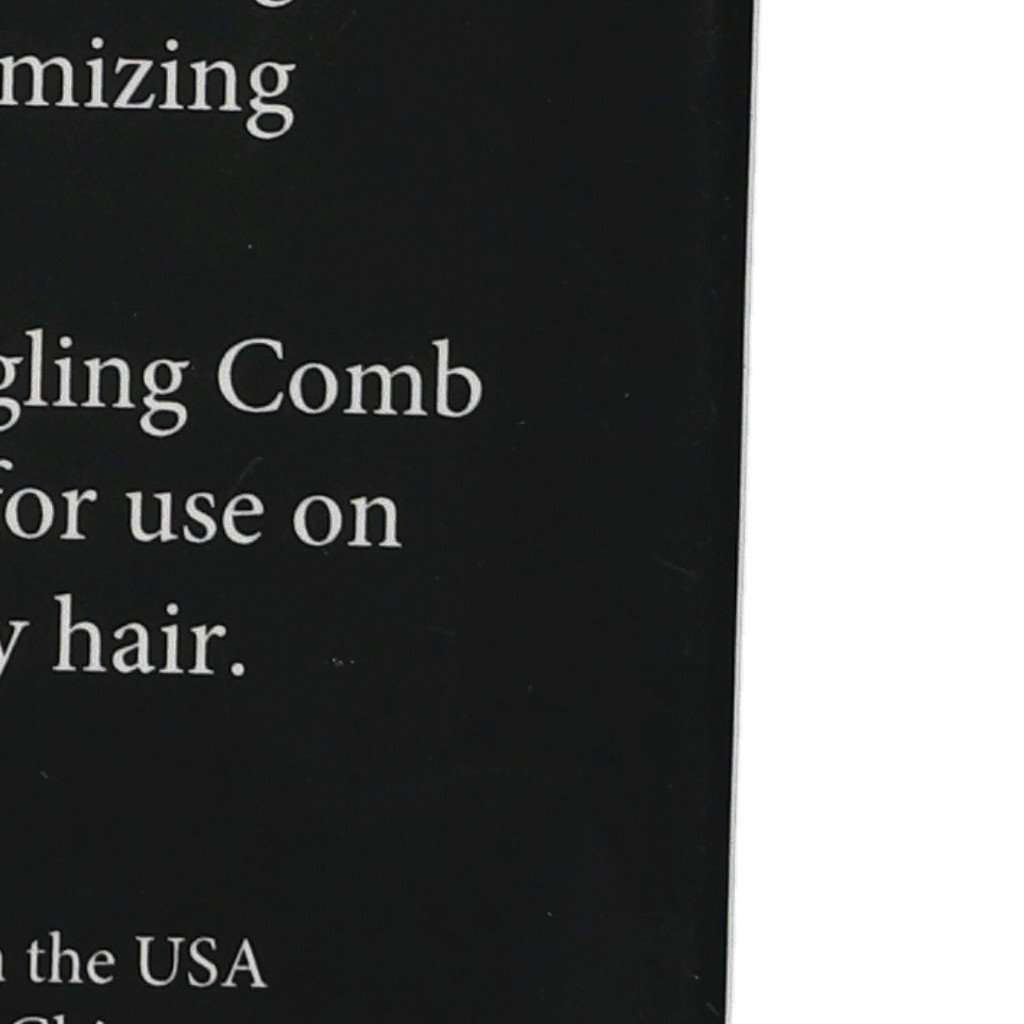 mizing
gling Comb
for use on
y hair.
the USA